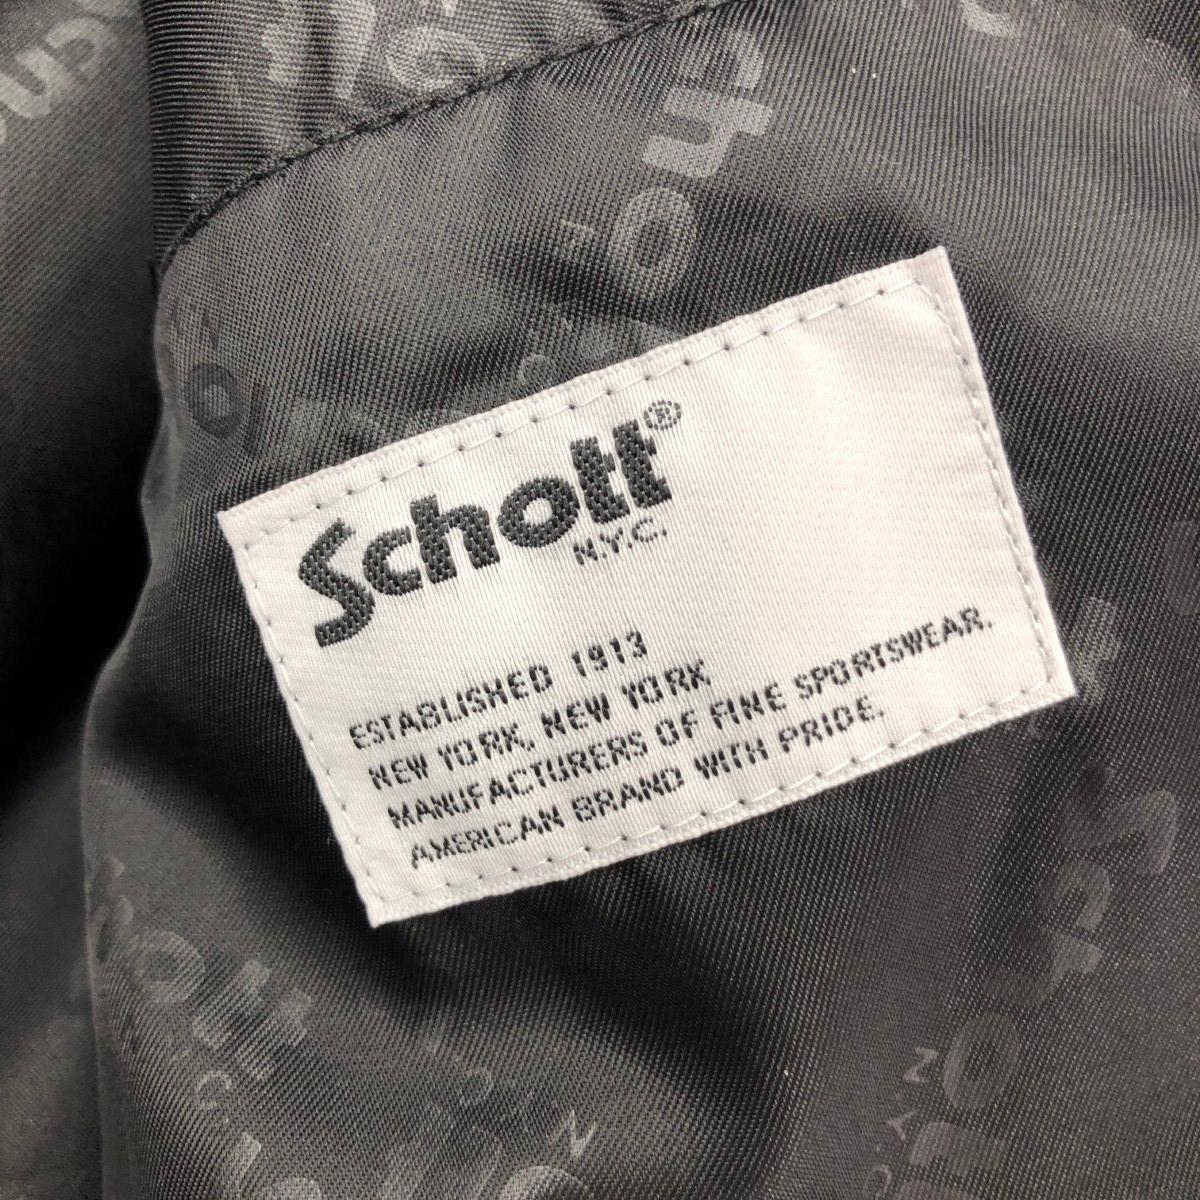 Schott®
N.Y.C.
ESTABLISHED 1913
NEW YORK, NEW YORK
MANUFACTURERS OF FINE SPORTSWEAR.
AMERICAN BRAND WITH PRIDE.